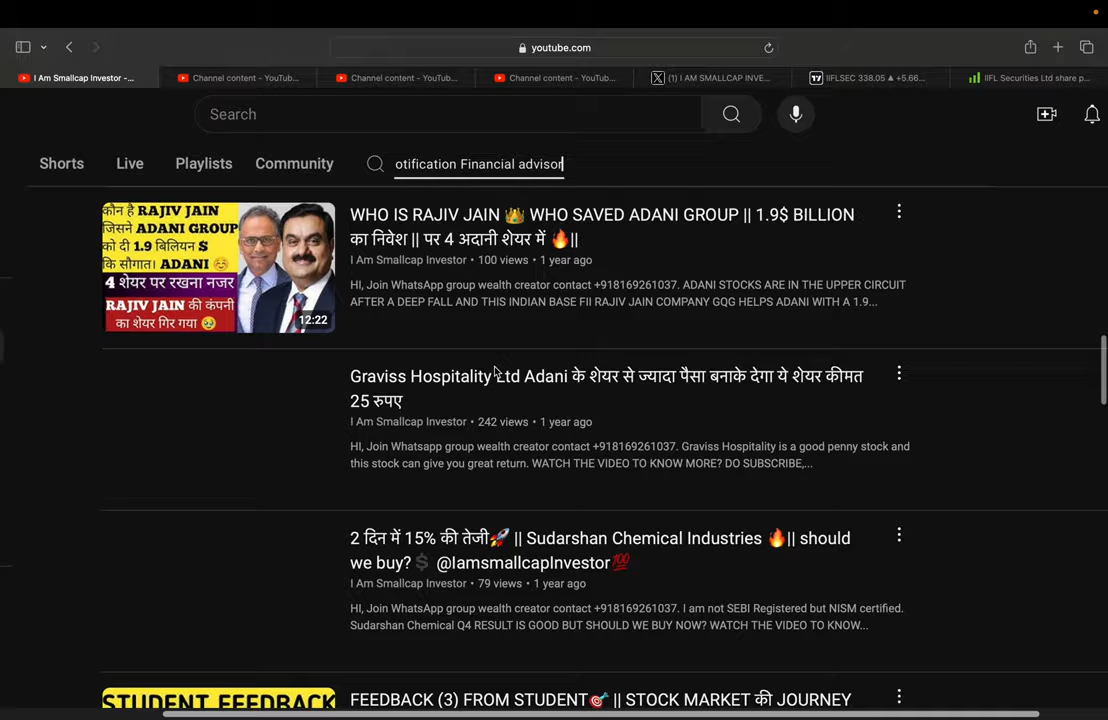 youtube.com
I Am Smallcap Investor -...
Channel content - YouTub...
Channel content - YouTub...
Channel content - YouTub...
(1) I AM SMALLCAP INVE...
IIFLSEC 338.05 ▲ +5.66...
IIFL Securities Ltd share p...
Search
Shorts
Live
Playlists
Community
otification Financial advisor
कौन है RAJIV JAIN
जिसने ADANI GROUP
को दी 1.9 बिलियन $
कि सौगात। ADANI ☺️
4 शेयर पर रखना नजर
RAJIV JAIN की कंपनी
का शेयर गिर गया 🥹
12:22
WHO IS RAJIV JAIN 👑 WHO SAVED ADANI GROUP || 1.9$ BILLION
का निवेश || पर 4 अदानी शेयर में 🔥||
I Am Smallcap Investor • 100 views • 1 year ago
HI, Join WhatsApp group wealth creator contact +918169261037. ADANI STOCKS ARE IN THE UPPER CIRCUIT
AFTER A DEEP FALL AND THIS INDIAN BASE FII RAJIV JAIN COMPANY GQG HELPS ADANI WITH A 1.9...
Graviss Hospitality Ltd Adani के शेयर से ज्यादा पैसा बनाके देगा ये शेयर कीमत
25 रुपए
I Am Smallcap Investor • 242 views • 1 year ago
HI, Join Whatsapp group wealth creator contact +918169261037. Graviss Hospitality is a good penny stock and
this stock can give you great return. WATCH THE VIDEO TO KNOW MORE? DO SUBSCRIBE,...
2 दिन में 15% की तेजी🚀 || Sudarshan Chemical Industries 🔥|| should
we buy?💲 @IamsmallcapInvestor💯
I Am Smallcap Investor • 79 views • 1 year ago
HI, Join WhatsApp group wealth creator contact +918169261037. I am not SEBI Registered but NISM certified.
Sudarshan Chemical Q4 RESULT IS GOOD BUT SHOULD WE BUY NOW? WATCH THE VIDEO TO KNOW...
STUDENT FEEDBACK
FEEDBACK (3) FROM STUDENT🎯 || STOCK MARKET की JOURNEY